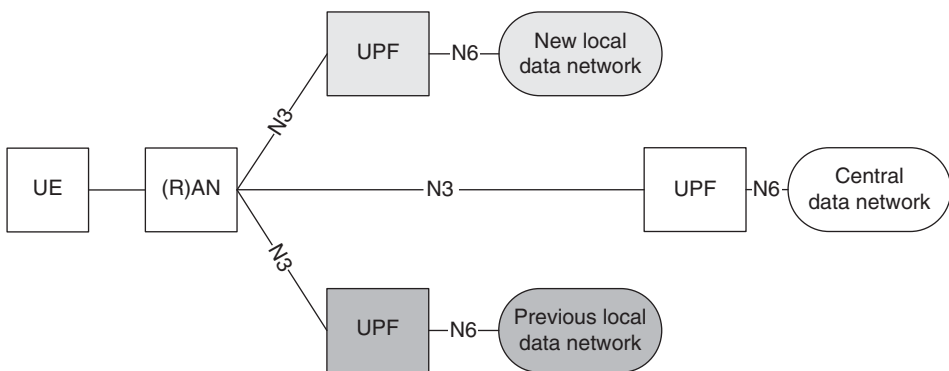 UPF
N6
New local
data network
N3
UE
(R)AN
N3
UPF
N6
Central
data network
N3
UPF
N6
Previous local
data network